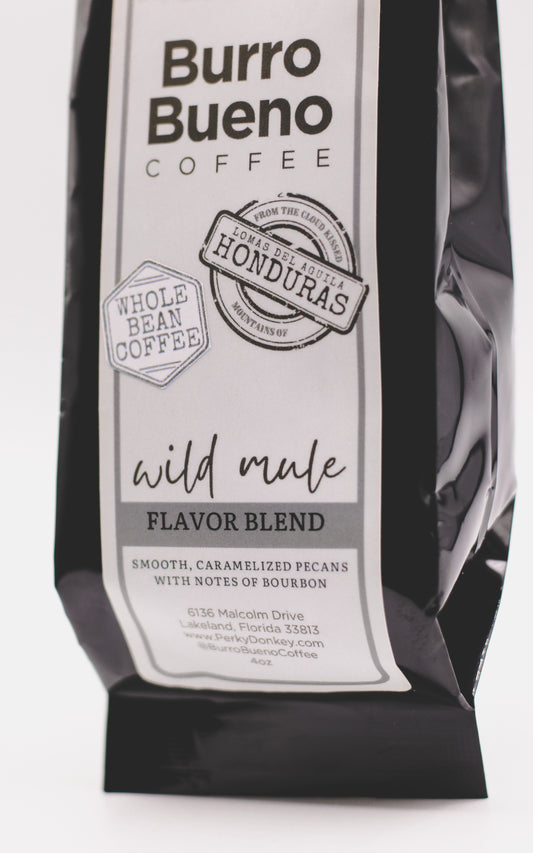 Burro
Bueno
COFFEE
FROM THE CLOUD KISSED
LOMAS DEL AGUILA
HONDURAS
MOUNTAINS OF
WHOLE
BEAN
COFFEE
wild mule
FLAVOR BLEND
SMOOTH, CARAMELIZED PECANS
WITH NOTES OF BOURBON
6136 Malcolm Drive
Lakeland, Florida 33813
www.PerkyDonkey.com
@BurroBuenoCoffee
4oz